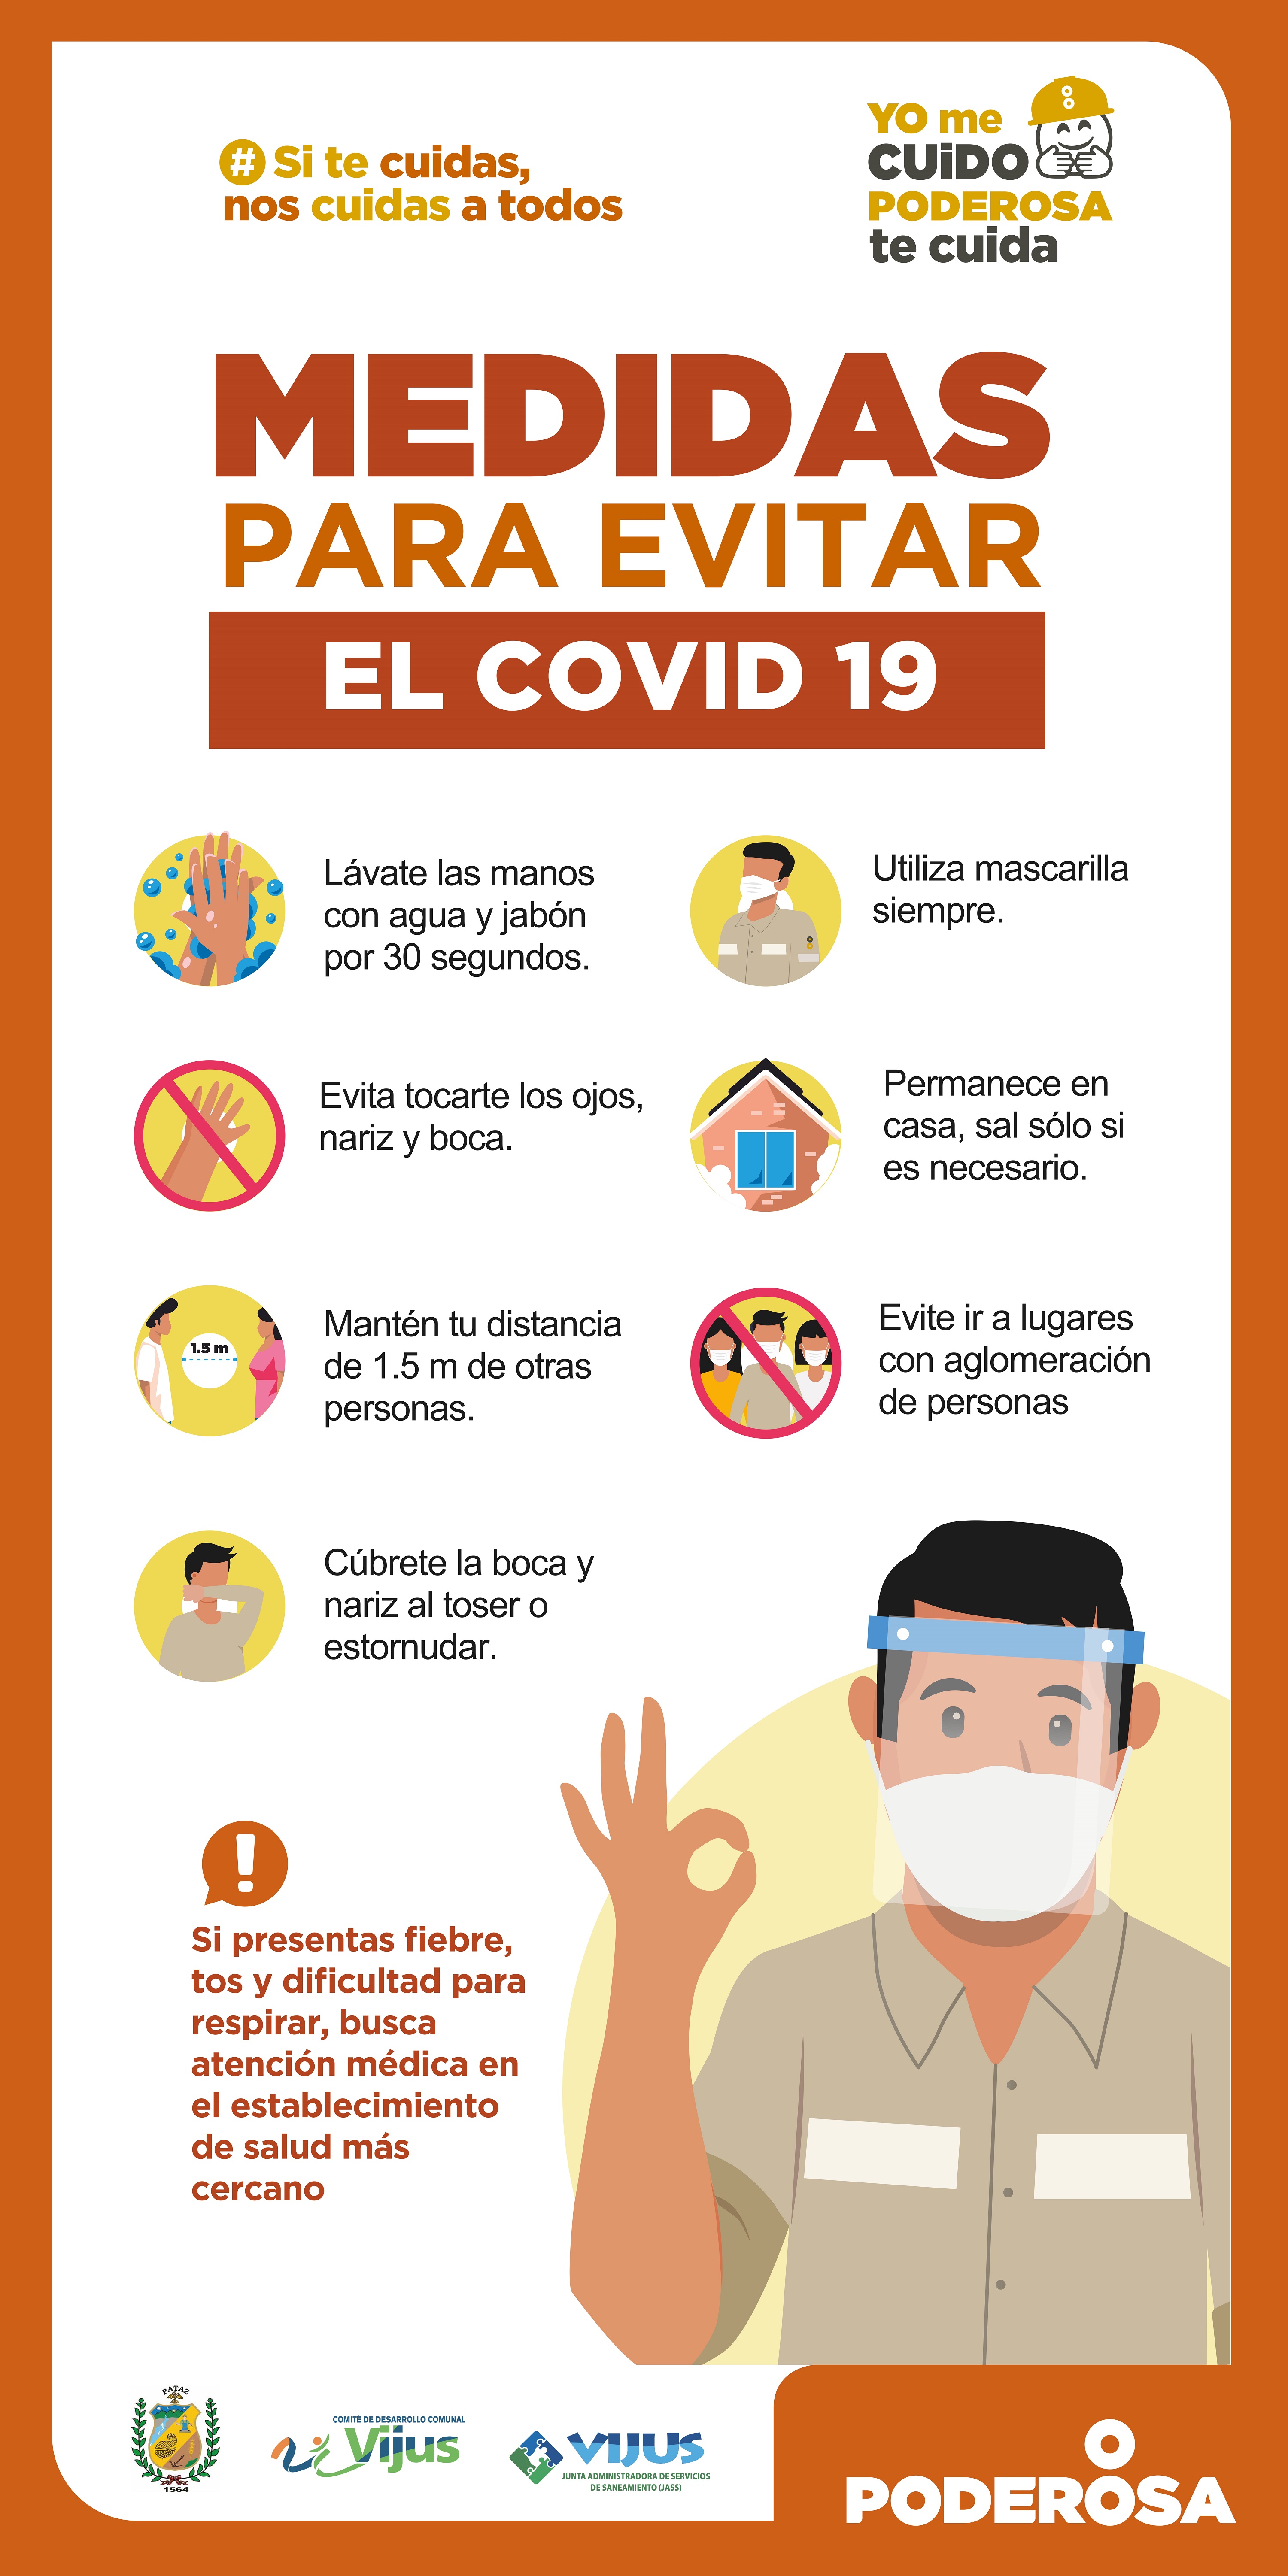 # Si te cuidas,
nos cuidas a todos
YO me
CUiDO
PODEROSA
te cuida
MEDIDAS
PARA EVITAR
EL COVID 19
Lávate las manos
con agua y jabón
por 30 segundos.
Utiliza mascarilla
siempre.
Evita tocarte los ojos,
nariz y boca.
Permanece en
casa, sal sólo si
es necesario.
1.5 m
Mantén tu distancia
de 1.5 m de otras
personas.
Evite ir a lugares
con aglomeración
de personas
Cúbrete la boca y
nariz al toser o
estornudar.
!
Si presentas fiebre,
tos y dificultad para
respirar, busca
atención médica en
el establecimiento
de salud más
cercano
PATAZ
1564
COMITÉ DE DESARROLLO COMUNAL
Vijus
VIJUS
JUNTA ADMINISTRADORA DE SERVICIOS
DE SANEAMIENTO (JASS)
PODEROSA